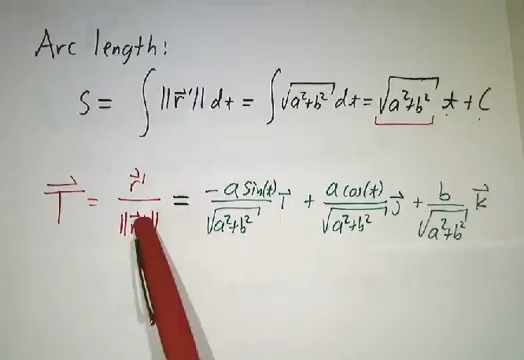 Arc length:
S = ∫ ||r⃗'|| dt = ∫ √(a²+b²) dt = √(a²+b²) t + C
T⃗ = r⃗' / ||r⃗'|| = -a sin(t) / √(a²+b²) i⃗ + a cos(t) / √(a²+b²) j⃗ + b / √(a²+b²) k⃗